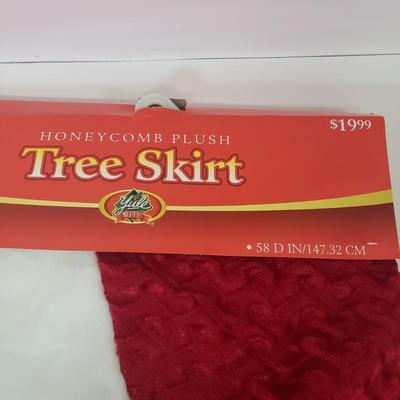 $19.99
HONEYCOMB PLUSH
Tree Skirt
Yule
• 58 D IN/147.32 CM